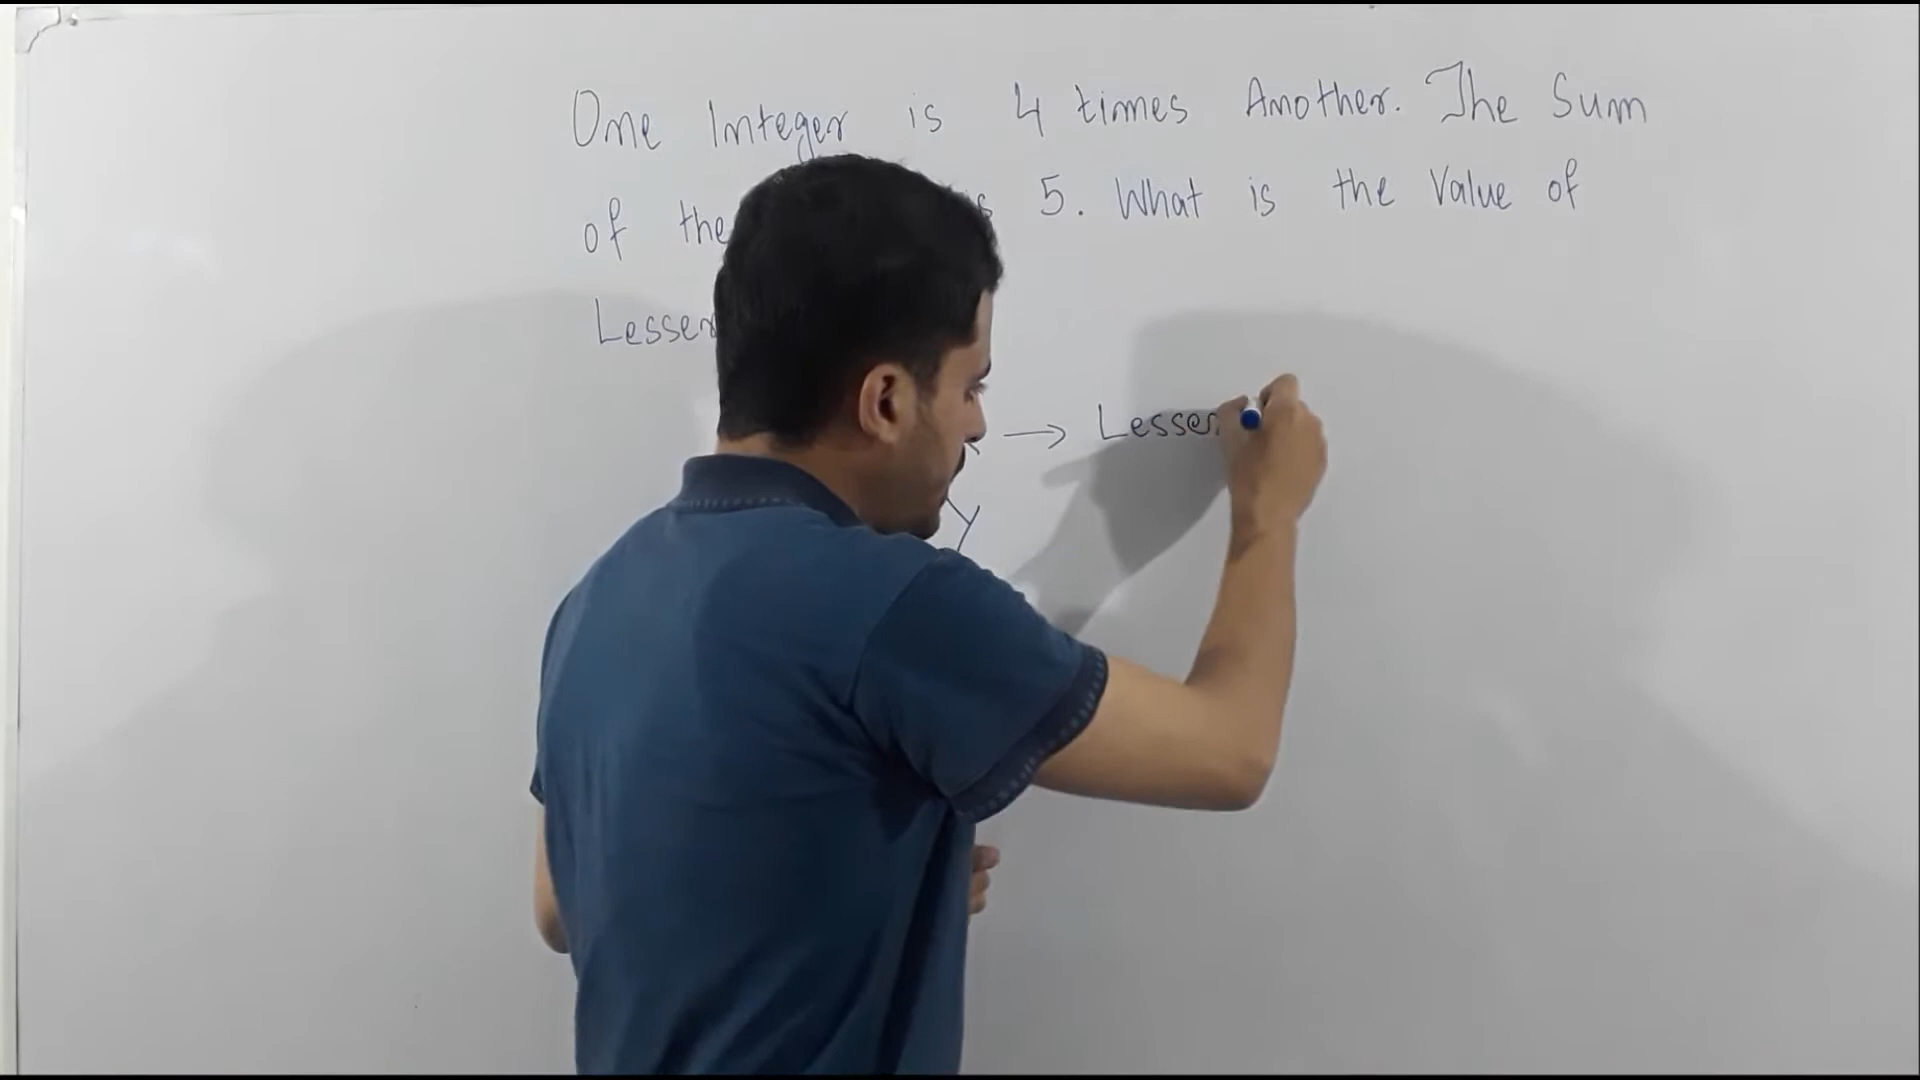 One Integer is 4 times Another. The Sum
of the 5. What is the Value of
Lesser
→ Lesser
y